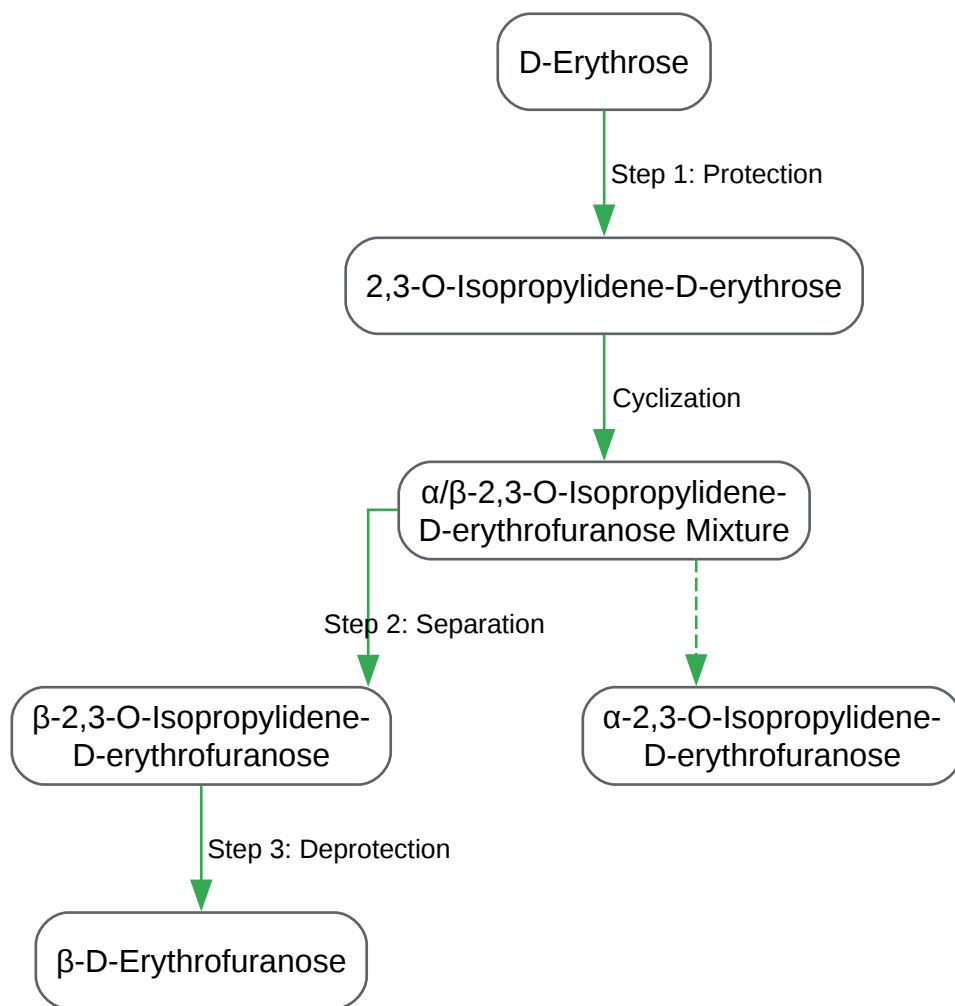 D-Erythrose
Step 1: Protection
2,3-O-Isopropylidene-D-erythrose
Cyclization
α/β-2,3-O-Isopropylidene-
D-erythrofuranose Mixture
Step 2: Separation
β-2,3-O-Isopropylidene-
D-erythrofuranose
α-2,3-O-Isopropylidene-
D-erythrofuranose
Step 3: Deprotection
β-D-Erythrofuranose